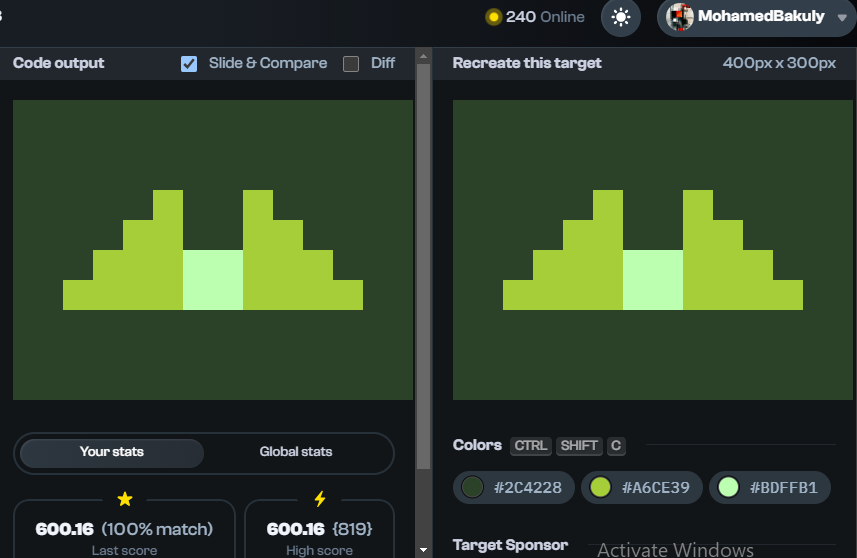 240 Online
MohamedBakuly
Code output
Slide & Compare
Diff
Recreate this target
400px x 300px
Your stats
Global stats
600.16 (100% match)
Last score
600.16 {819}
High score
Colors CTRL SHIFT C
#2C4228
#A6CE39
#BDFFB1
Target Sponsor
Activate Windows